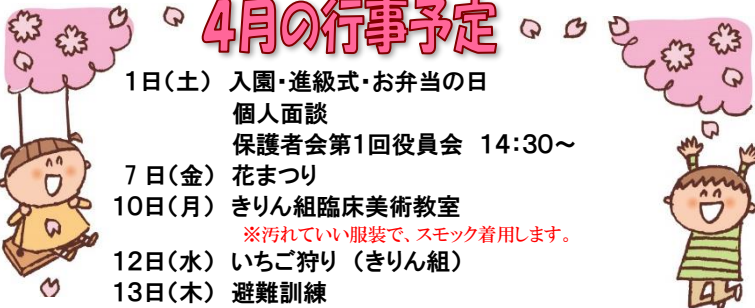 4月の行事予定
1日(土) 入園・進級式・お弁当の日
個人面談
保護者会第1回役員会 14:30~
7日(金) 花まつり
10日(月) きりん組臨床美術教室
※汚れていい服装で、スモック着用します。
12日(水) いちご狩り (きりん組)
13日(木) 避難訓練